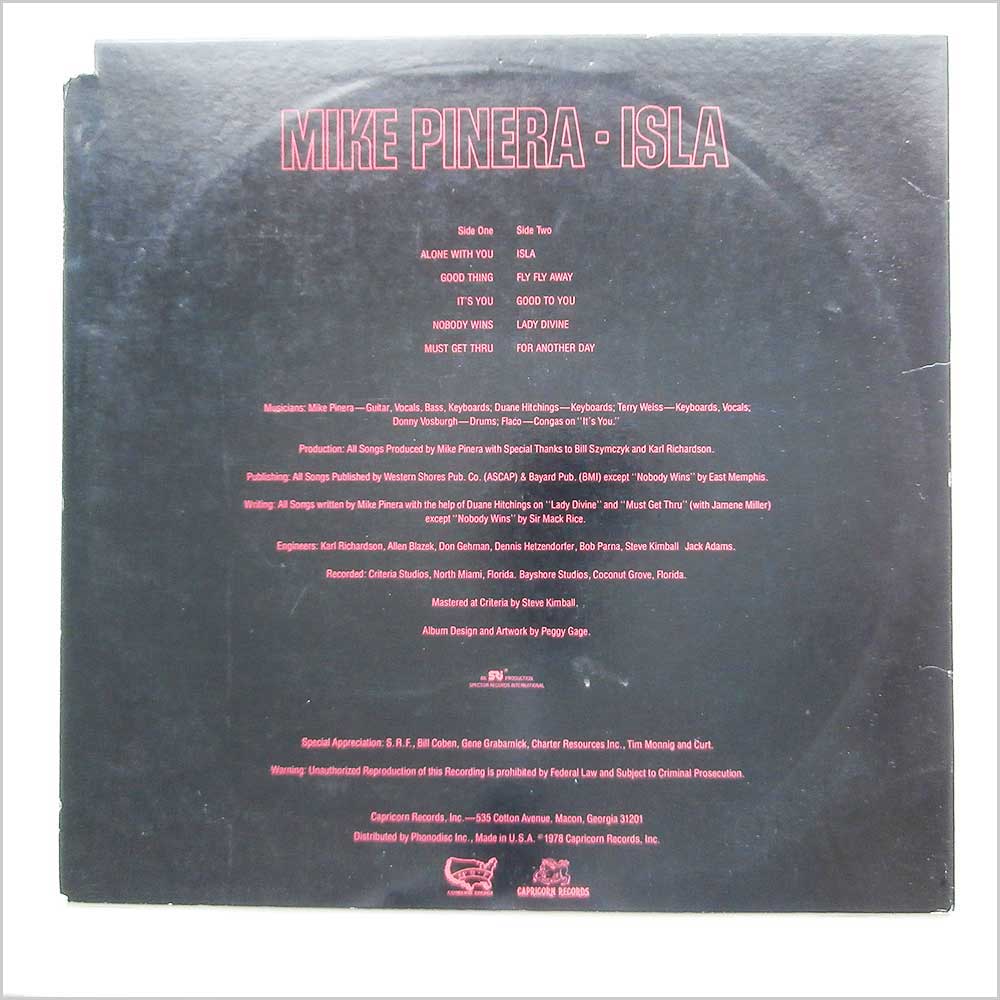 MIKE PINERA · ISLA
Side One Side Two
ALONE WITH YOU ISLA
GOOD THING FLY FLY AWAY
IT'S YOU GOOD TO YOU
NOBODY WINS LADY DIVINE
MUST GET THRU FOR ANOTHER DAY
Musicians: Mike Pinera—Guitar, Vocals, Bass, Keyboards; Duane Hitchings—Keyboards; Terry Weiss—Keyboards, Vocals;
Donny Vosburgh—Drums; Flaco—Congas on "It's You."
Production: All Songs Produced by Mike Pinera with Special Thanks to Bill Szymczyk and Karl Richardson.
Publishing: All Songs Published by Western Shores Pub. Co. (ASCAP) & Bayard Pub. (BMI) except "Nobody Wins" by East Memphis.
Writing: All Songs written by Mike Pinera with the help of Duane Hitchings on "Lady Divine" and "Must Get Thru" (with Jamene Miller)
except "Nobody Wins" by Sir Mack Rice.
Engineers: Karl Richardson, Allen Blazek, Don Gehman, Dennis Hetzendorfer, Bob Parna, Steve Kimball Jack Adams.
Recorded: Criteria Studios, North Miami, Florida. Bayshore Studios, Coconut Grove, Florida.
Mastered at Criteria by Steve Kimball.
Album Design and Artwork by Peggy Gage.
AN SRI® PRODUCTION
SPECTOR RECORDS INTERNATIONAL
Special Appreciation: S.R.F., Bill Coben, Gene Grabarnick, Charter Resources Inc., Tim Monnig and Curt.
Warning: Unauthorized Reproduction of this Recording is prohibited by Federal Law and Subject to Criminal Prosecution.
Capricorn Records, Inc.—535 Cotton Avenue, Macon, Georgia 31201
Distributed by Phonodisc Inc., Made in U.S.A. ℗1978 Capricorn Records, Inc.
CAPRICORN RECORDS